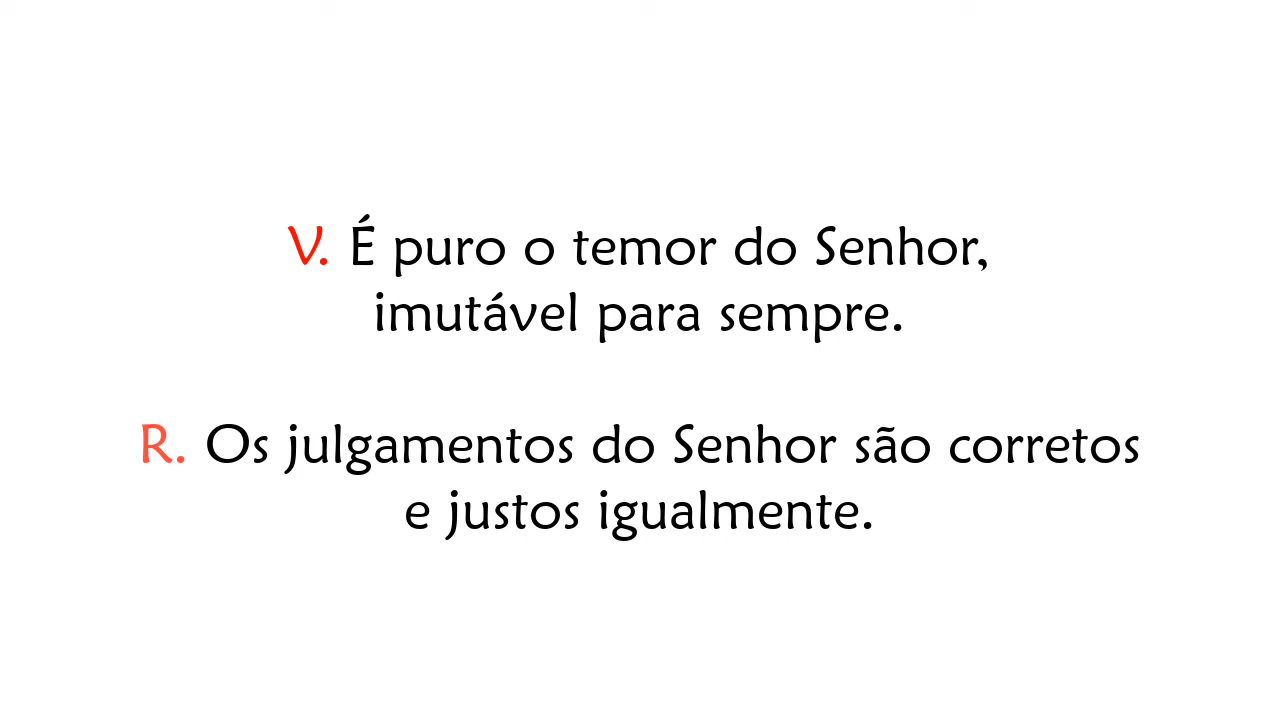 V. É puro o temor do Senhor,
imutável para sempre.
R. Os julgamentos do Senhor são corretos
e justos igualmente.